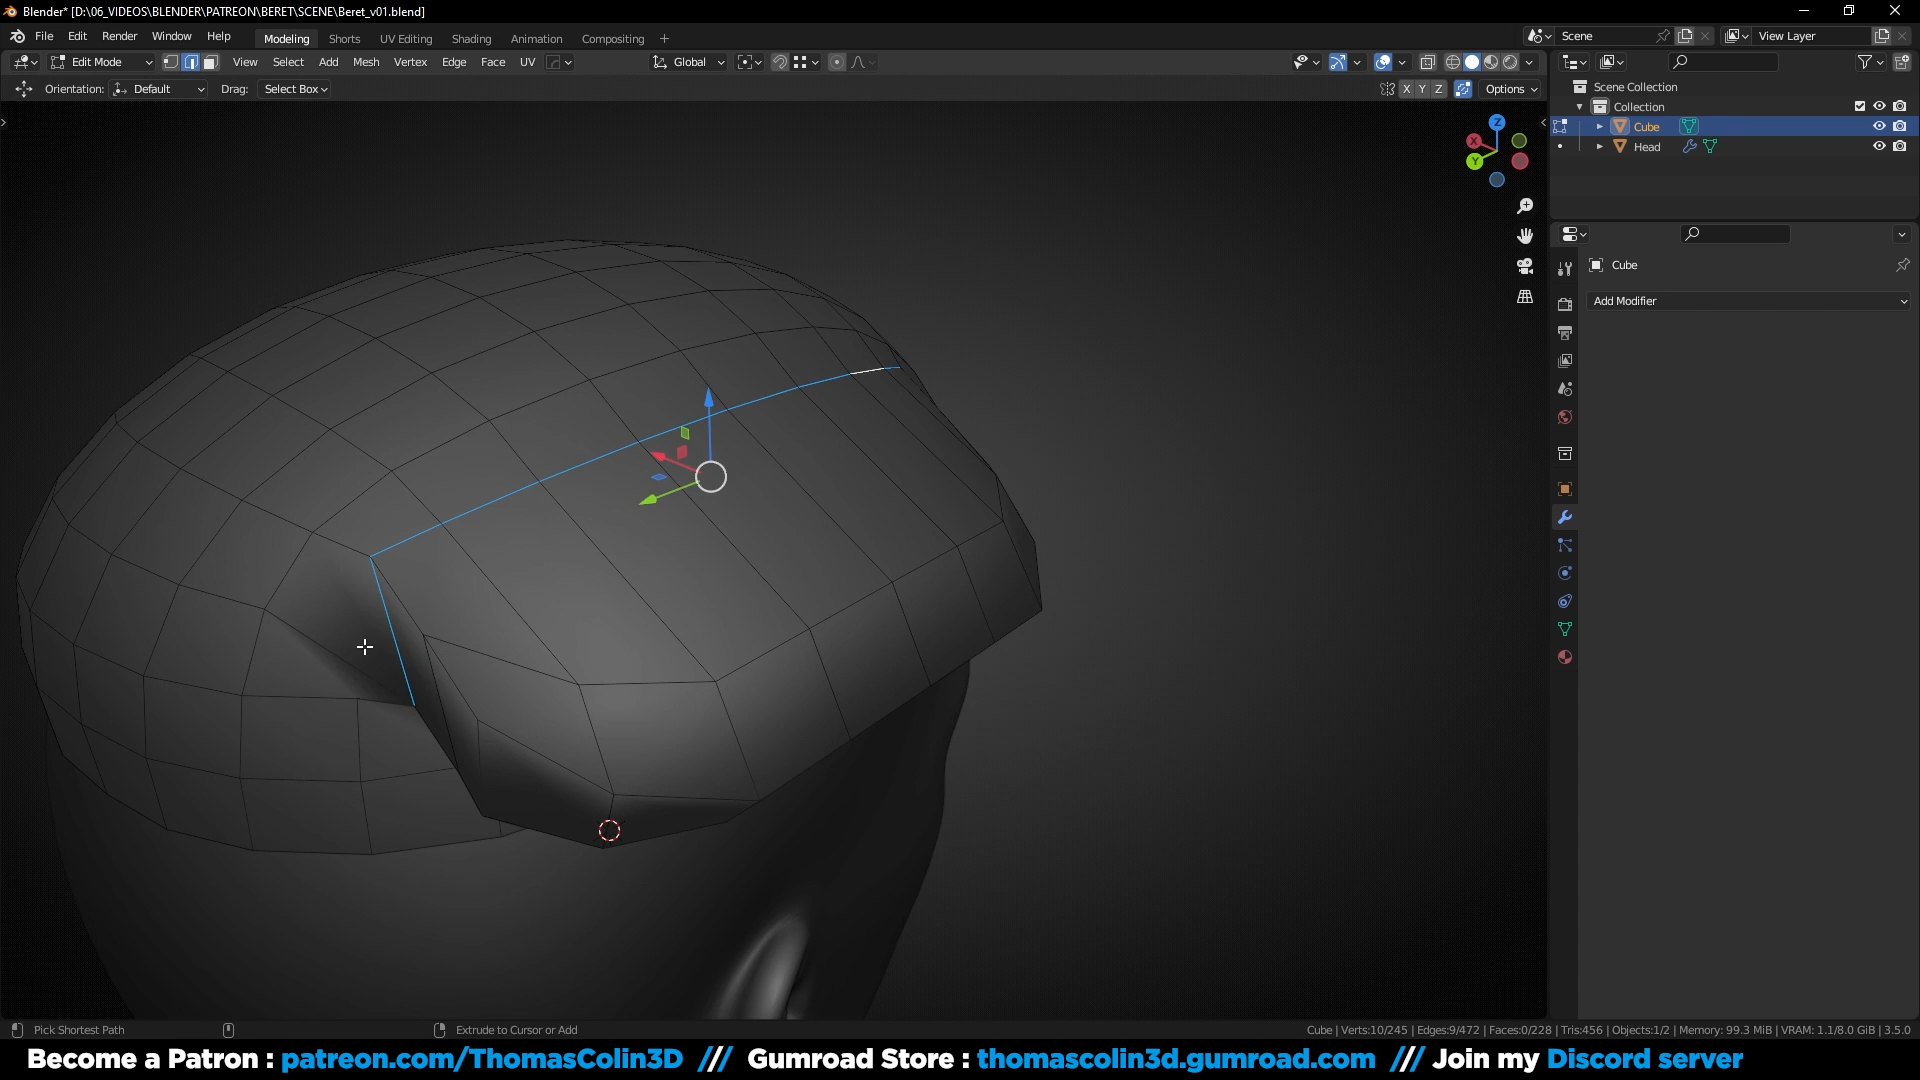 Blender* [D:\06_VIDEOS\BLENDER\PATREON\BERET\SCENE\Beret_v01.blend]
File Edit Render Window Help Modeling Shorts UV Editing Shading Animation Compositing + Scene View Layer
Edit Mode View Select Add Mesh Vertex Edge Face UV Global
Orientation: Default Drag: Select Box X Y Z Options
Scene Collection
Collection
Cube
Head
Z
X
Y
Cube
Add Modifier
Pick Shortest Path Extrude to Cursor or Add Cube | Verts:10/245 | Edges:9/472 | Faces:0/228 | Tris:456 | Objects:1/2 | Memory: 99.3 MiB | VRAM: 1.1/8.0 GiB | 3.5.0
Become a Patron : patreon.com/ThomasColin3D /// Gumroad Store : thomascolin3d.gumroad.com /// Join my Discord server